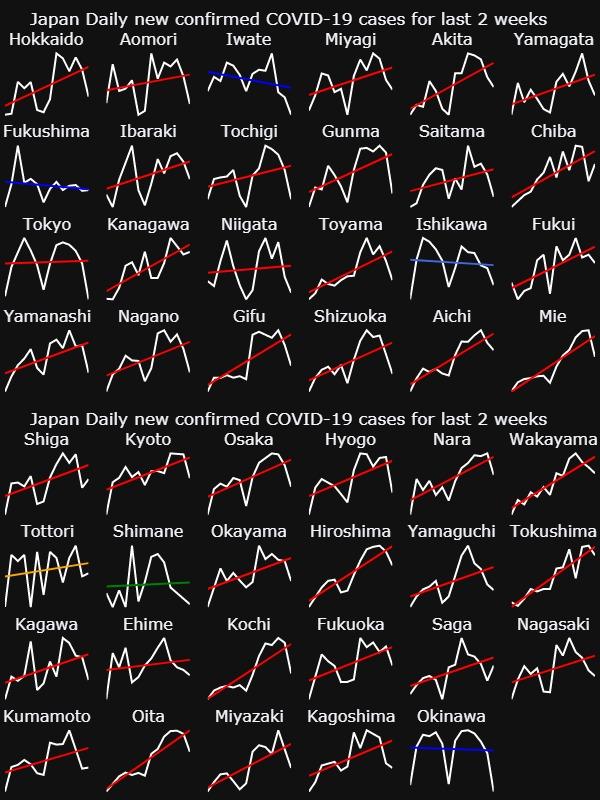 Japan Daily new confirmed COVID-19 cases for last 2 weeks
Hokkaido Aomori Iwate Miyagi Akita Yamagata
Fukushima Ibaraki Tochigi Gunma Saitama Chiba
Tokyo Kanagawa Niigata Toyama Ishikawa Fukui
Yamanashi Nagano Gifu Shizuoka Aichi Mie
Japan Daily new confirmed COVID-19 cases for last 2 weeks
Shiga Kyoto Osaka Hyogo Nara Wakayama
Tottori Shimane Okayama Hiroshima Yamaguchi Tokushima
Kagawa Ehime Kochi Fukuoka Saga Nagasaki
Kumamoto Oita Miyazaki Kagoshima Okinawa